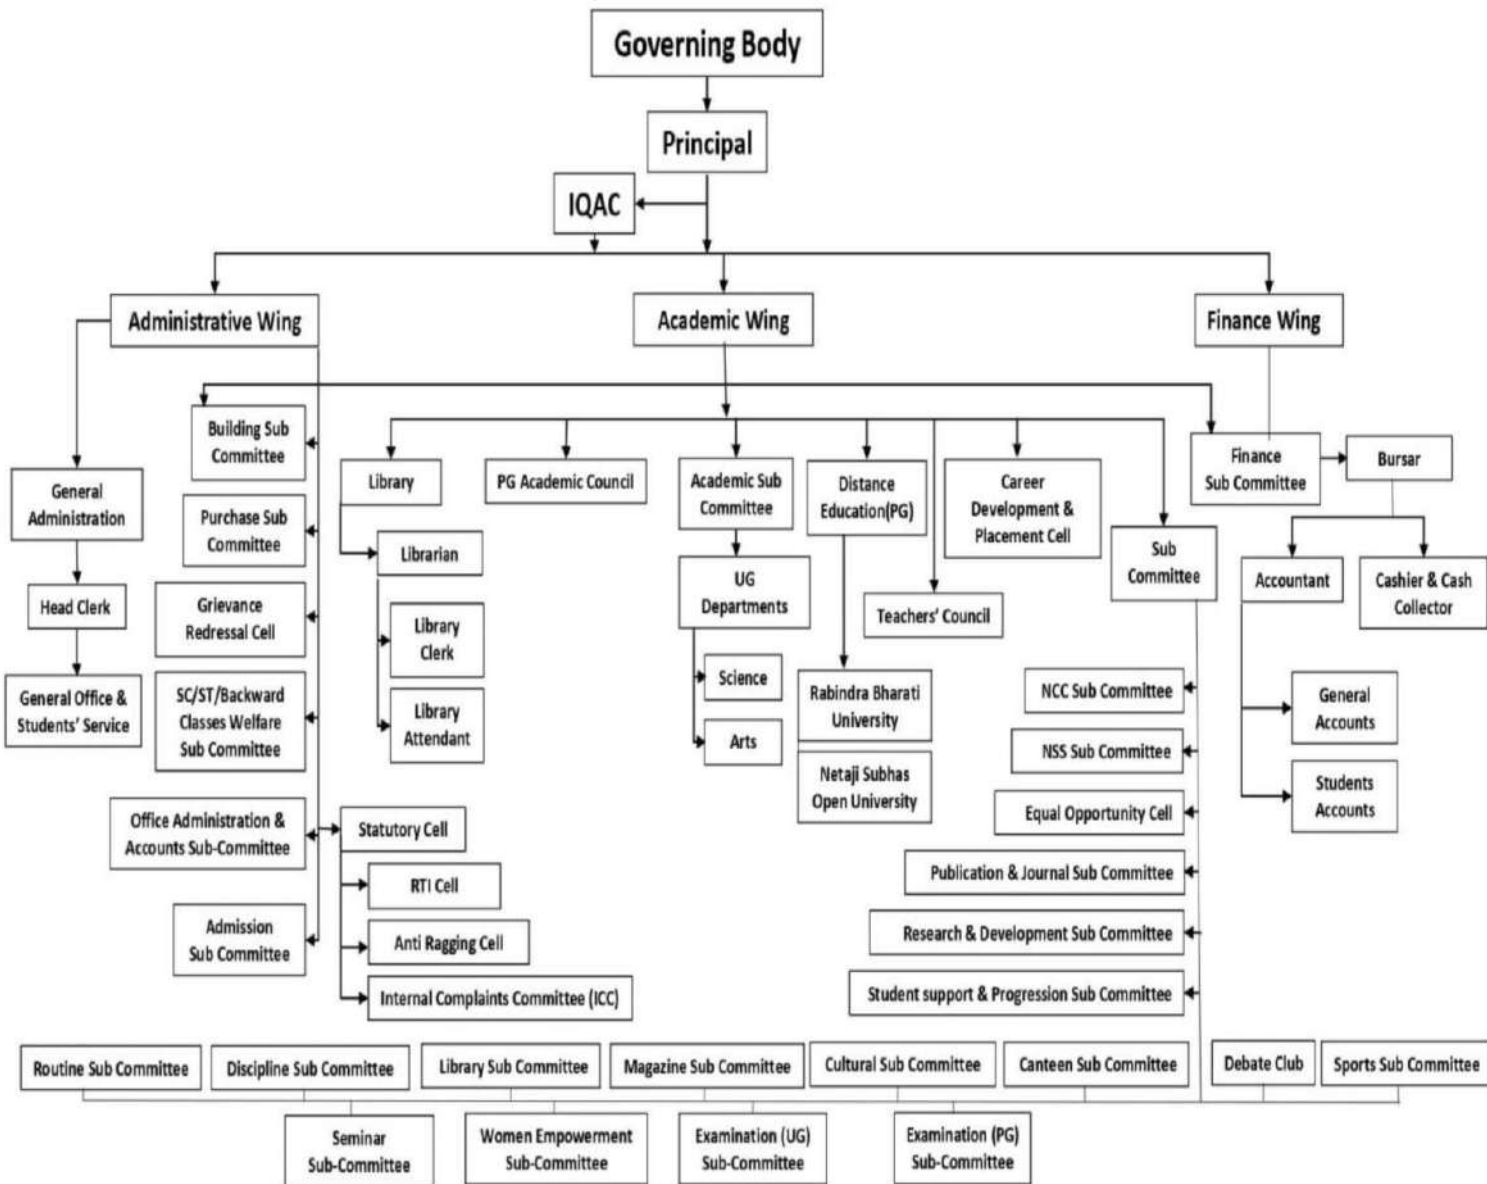 Governing Body
Principal
IQAC
Administrative Wing
Academic Wing
Finance Wing
Building Sub
Committee
General
Administration
Purchase Sub
Committee
Head Clerk
Grievance
Redressal Cell
General Office &
Students' Service
SC/ST/Backward
Classes Welfare
Sub Committee
Office Administration &
Accounts Sub-Committee
Admission
Sub Committee
Statutory Cell
RTI Cell
Anti Ragging Cell
Internal Complaints Committee (ICC)
Library
Librarian
Library
Clerk
Library
Attendant
PG Academic Council
Academic Sub
Committee
UG
Departments
Science
Arts
Distance
Education(PG)
Rabindra Bharati
University
Netaji Subhas
Open University
Teachers' Council
Career
Development &
Placement Cell
Sub
Committee
NCC Sub Committee
NSS Sub Committee
Equal Opportunity Cell
Publication & Journal Sub Committee
Research & Development Sub Committee
Student support & Progression Sub Committee
Finance
Sub Committee
Bursar
Accountant
Cashier & Cash
Collector
General
Accounts
Students
Accounts
Routine Sub Committee
Discipline Sub Committee
Library Sub Committee
Magazine Sub Committee
Cultural Sub Committee
Canteen Sub Committee
Debate Club
Sports Sub Committee
Seminar
Sub-Committee
Women Empowerment
Sub-Committee
Examination (UG)
Sub-Committee
Examination (PG)
Sub-Committee